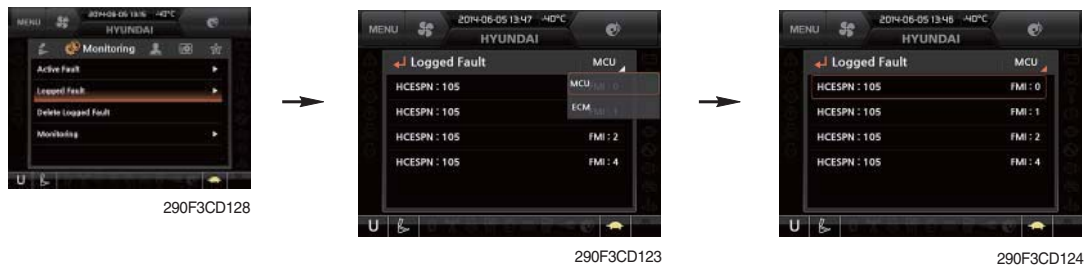 MENU 2014-06-05 13:15 -40°C
HYUNDAI
Monitoring
Active Fault
Logged Fault
Delete Logged Fault
Monitoring
U
290F3CD128
MENU 2014-06-05 13:47 -40°C
HYUNDAI
Logged Fault MCU
HCESPN : 105 MCU
HCESPN : 105 ECM
HCESPN : 105 FMI : 2
HCESPN : 105 FMI : 4
U
290F3CD123
MENU 2014-06-05 13:46 -40°C
HYUNDAI
Logged Fault MCU
HCESPN : 105 FMI : 0
HCESPN : 105 FMI : 1
HCESPN : 105 FMI : 2
HCESPN : 105 FMI : 4
U
290F3CD124